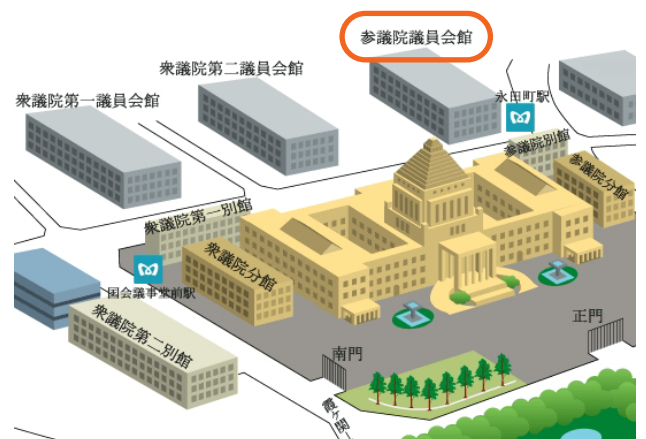 参議院議員会館
衆議院第二議員会館
衆議院第一議員会館
永田町駅
参議院別館
参議院分館
衆議院第一別館
衆議院分館
国会議事堂前駅
衆議院第二別館
正門
南門
霞ヶ関